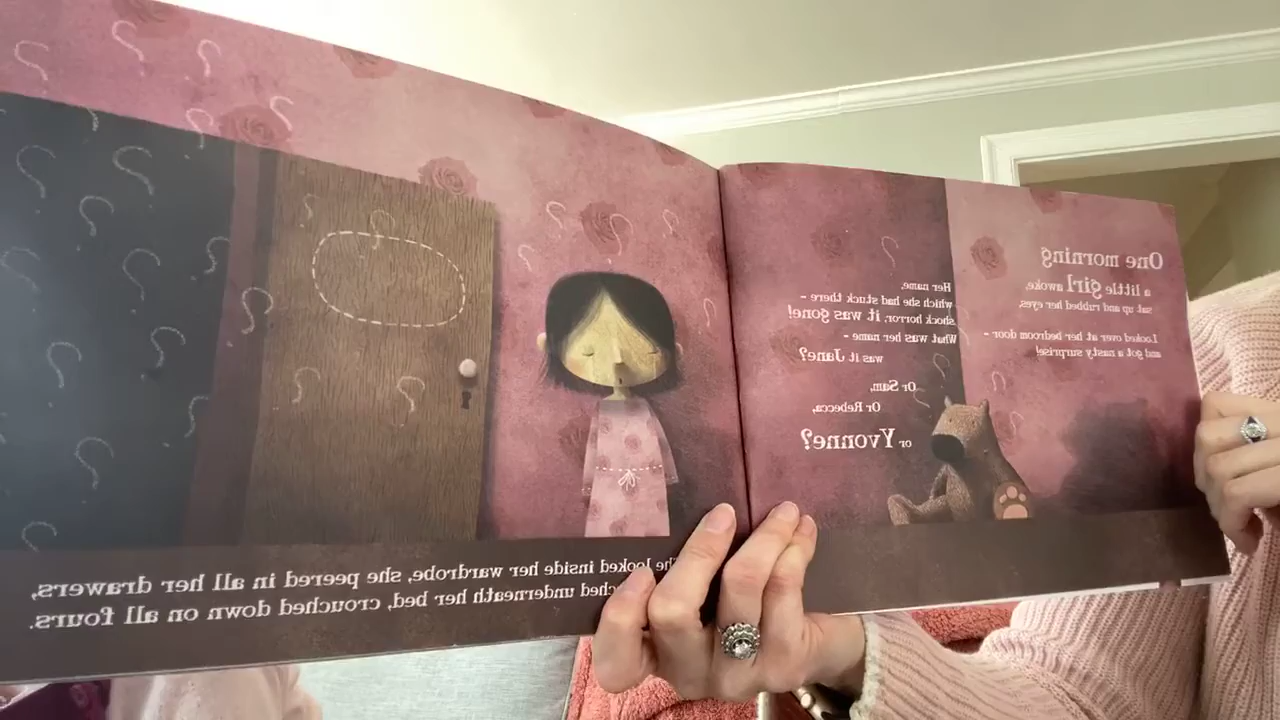 One morning
a little girl awoke,
sat up and rubbed her eyes,
Looked over at her bedroom door –
and got a nasty surprise!
Her name,
which she had stuck there –
shock horror, it was gone!
What was her name –
was it Jane?
Or Sam,
Or Rebecca,
or Yvonne?
looked inside her wardrobe, she peered in all her drawers,
underneath her bed, crouched down on all fours.